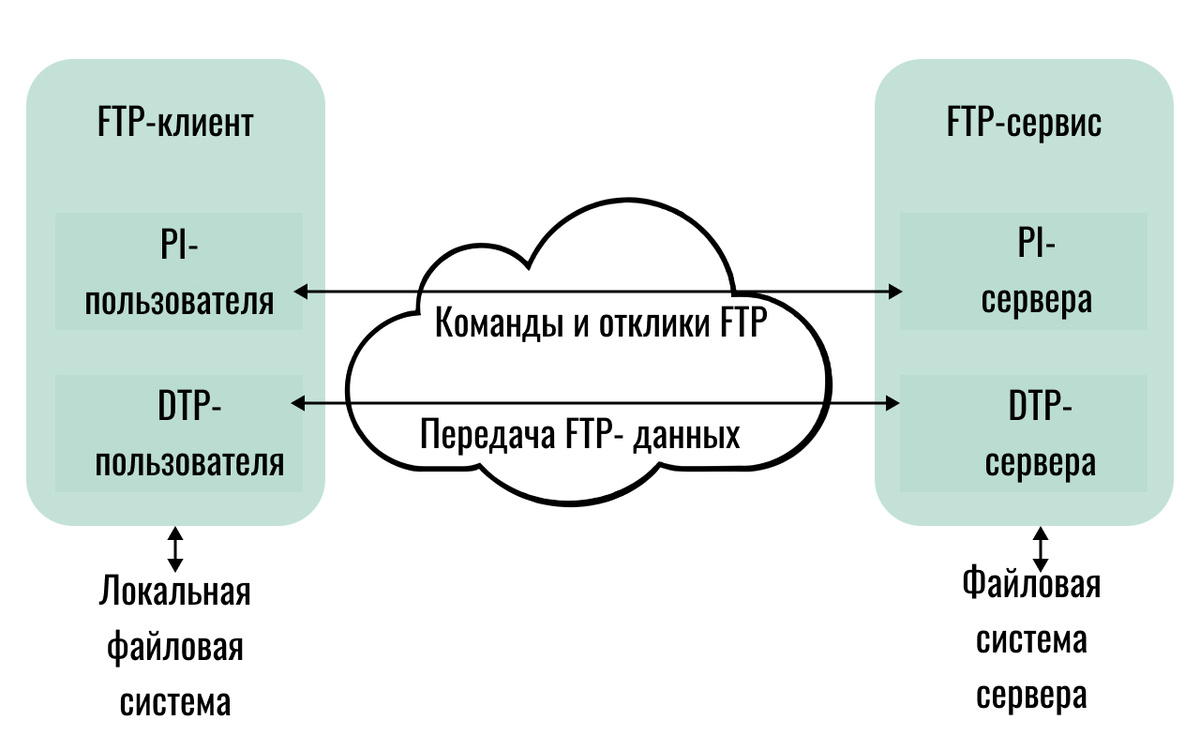 FTP-клиент
PI-
пользователя
DTP-
пользователя
Локальная
файловая
система
Команды и отклики FTP
Передача FTP- данных
FTP-сервис
PI-
сервера
DTP-
сервера
Файловая
система
сервера